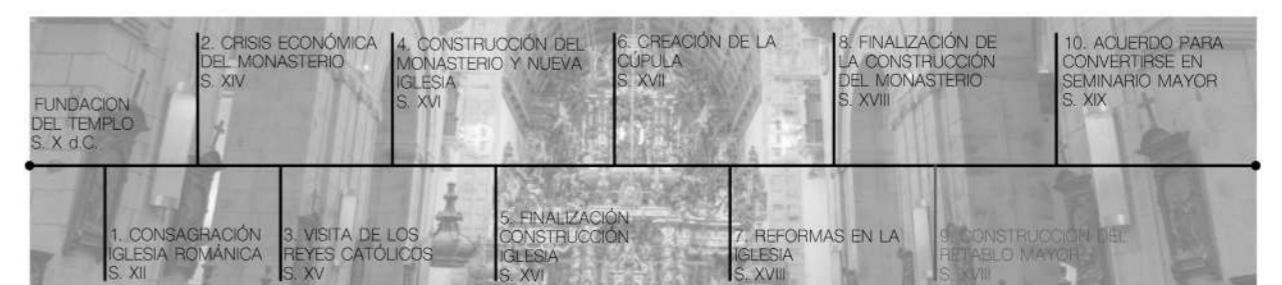 FUNDACION
DEL TEMPLO
S. X d.C.
1. CONSAGRACIÓN
IGLESIA ROMÁNICA
S. XII
2. CRISIS ECONÓMICA
DEL MONASTERIO
S. XIV
3. VISITA DE LOS
REYES CATÓLICOS
S. XV
4. CONSTRUCCIÓN DEL
MONASTERIO Y NUEVA
IGLESIA
S. XVI
5. FINALIZACIÓN
CONSTRUCCIÓN
IGLESIA
S. XVI
6. CREACIÓN DE LA
CÚPULA
S. XVII
7. REFORMAS EN LA
IGLESIA
S. XVIII
8. FINALIZACIÓN DE
LA CONSTRUCCIÓN
DEL MONASTERIO
S. XVIII
9. CONSTRUCCIÓN DEL
RETABLO MAYOR
S. XVIII
10. ACUERDO PARA
CONVERTIRSE EN
SEMINARIO MAYOR
S. XIX